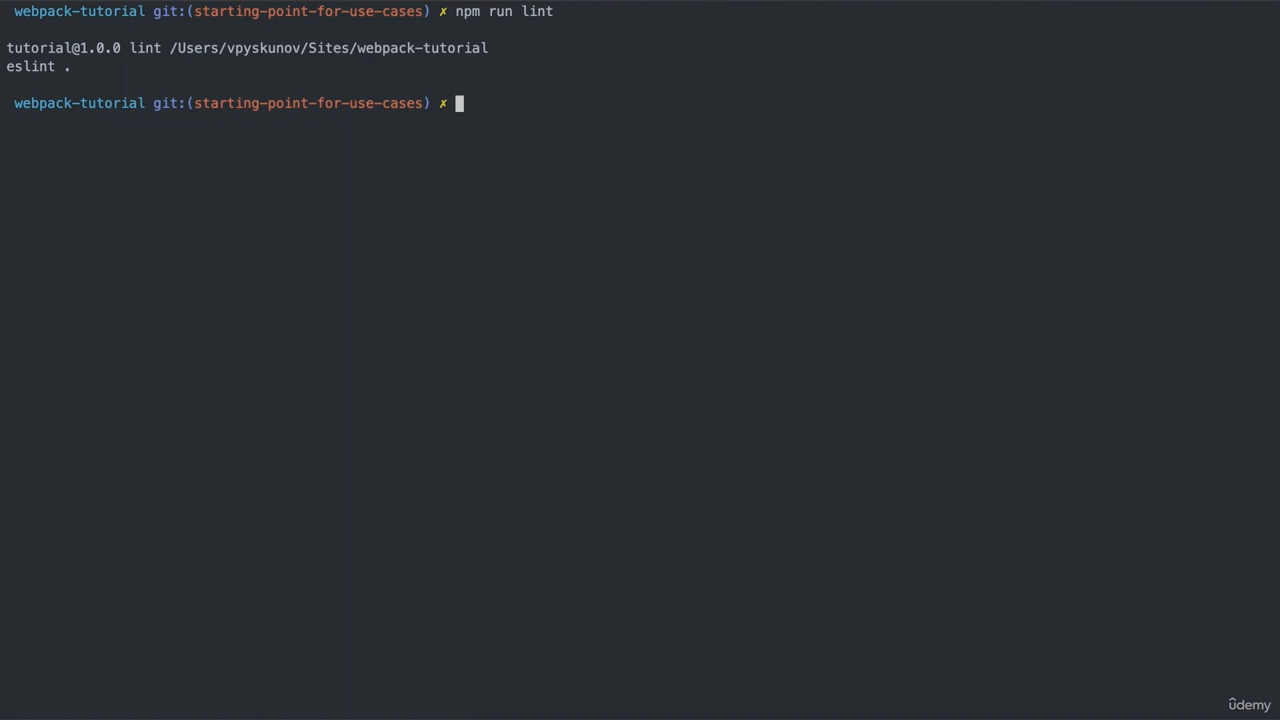 webpack-tutorial git:(starting-point-for-use-cases) ✗ npm run lint
tutorial@1.0.0 lint /Users/vpyskunov/Sites/webpack-tutorial
eslint .
webpack-tutorial git:(starting-point-for-use-cases) ✗
udemy